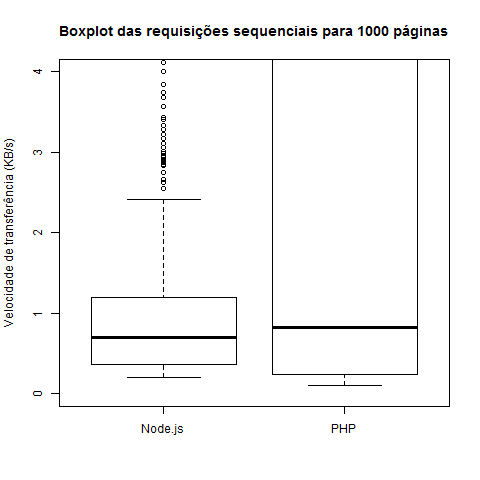 Boxplot das requisições sequenciais para 1000 páginas
Velocidade de transferência (KB/s)
4
3
2
1
0
Node.js
PHP